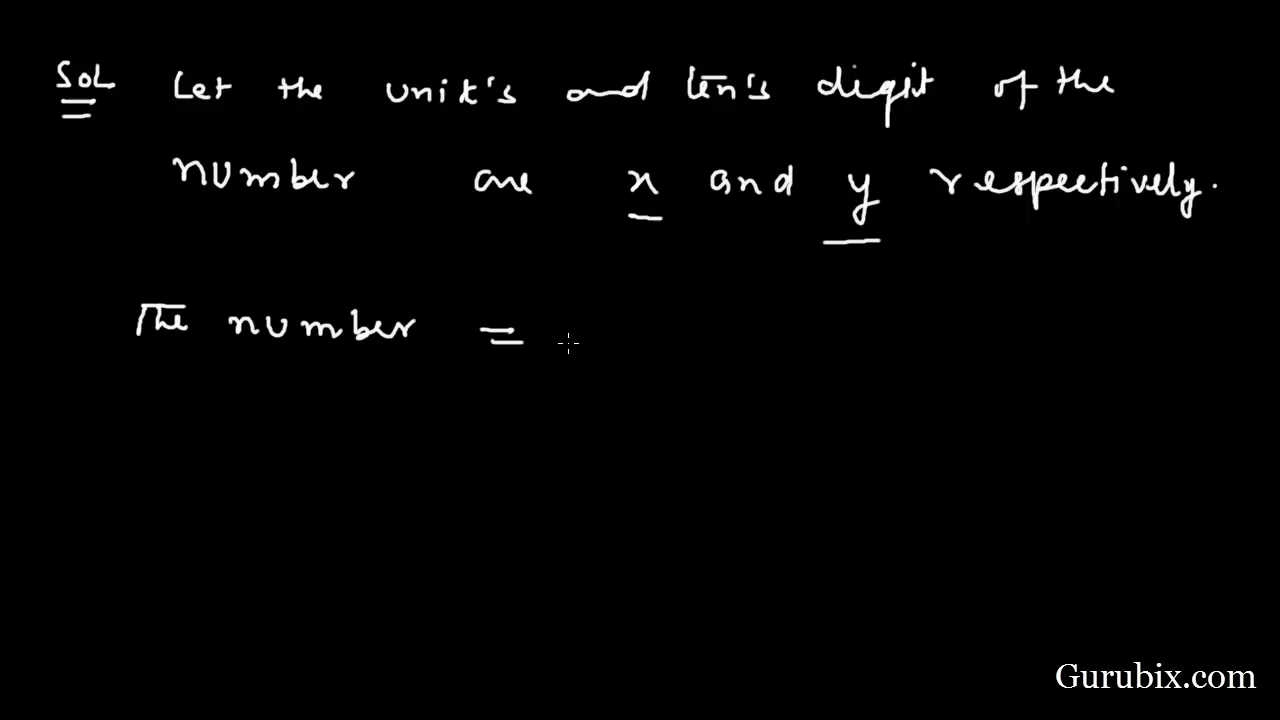 Sol Let the unit's and ten's digit of the
number are x and y respectively.
The number =
Gurubix.com